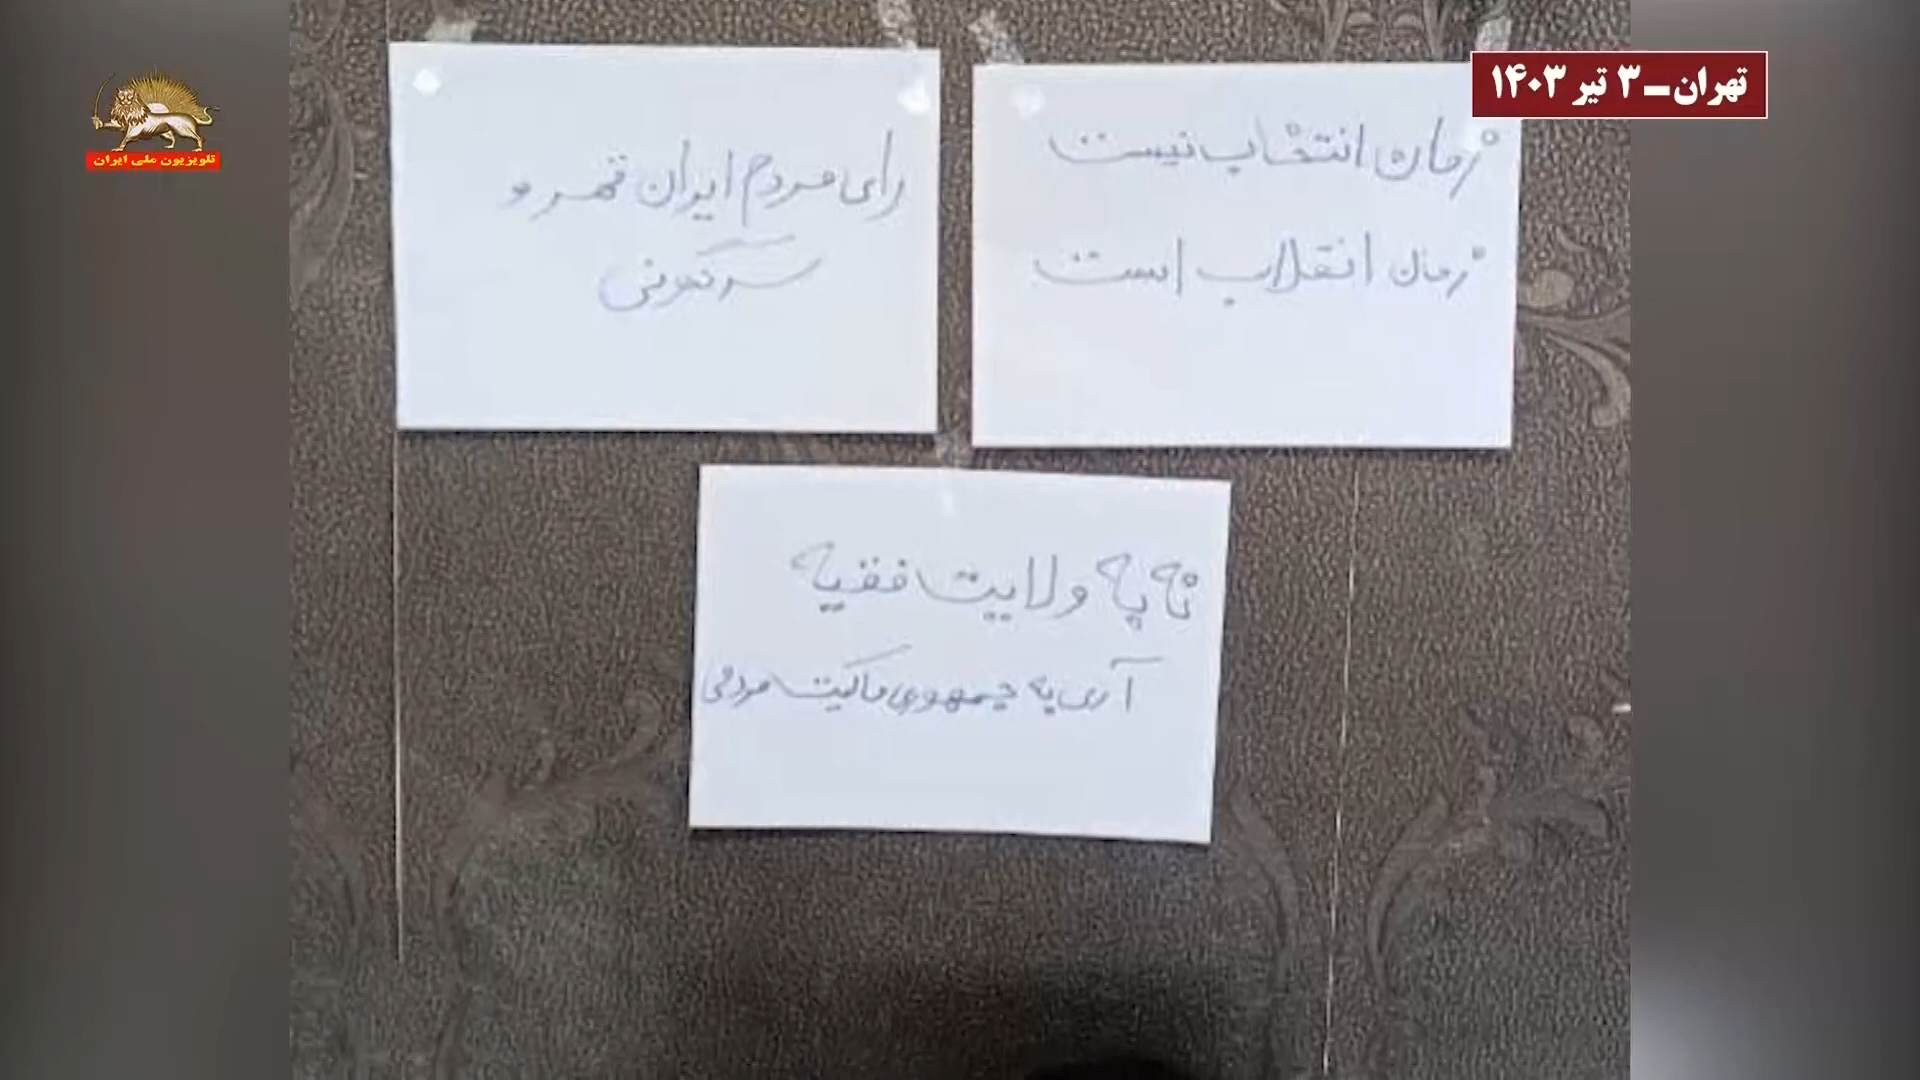 تلویزیون ملی ایران
تهران ـ ۳ تیر ۱۴۰۳
زمان انتخاب نیست
زمان انقلاب است
رای مردم ایران قهر و
سرنگونی
نه به ولایت فقیه
آری به جمهوری حاکمیت مردمی